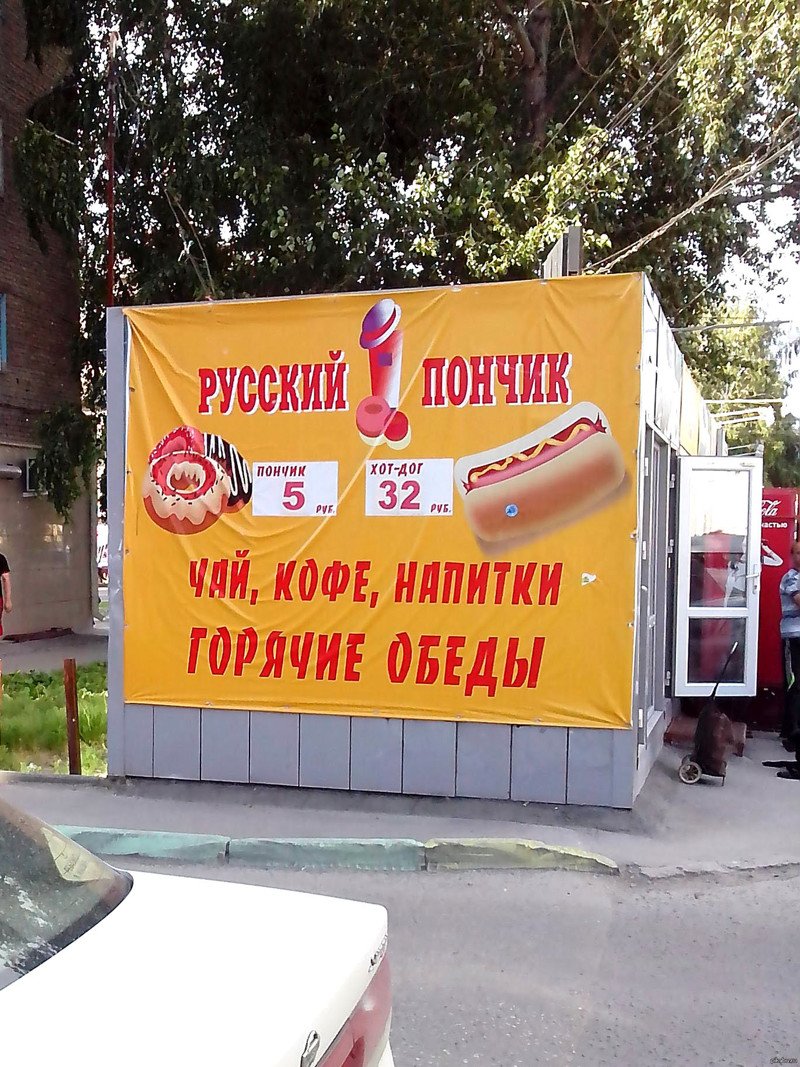 РУССКИЙ ПОНЧИК
ПОНЧИК
5 РУБ.
ХОТ-ДОГ
32 РУБ.
ЧАЙ, КОФЕ, НАПИТКИ
ГОРЯЧИЕ ОБЕДЫ